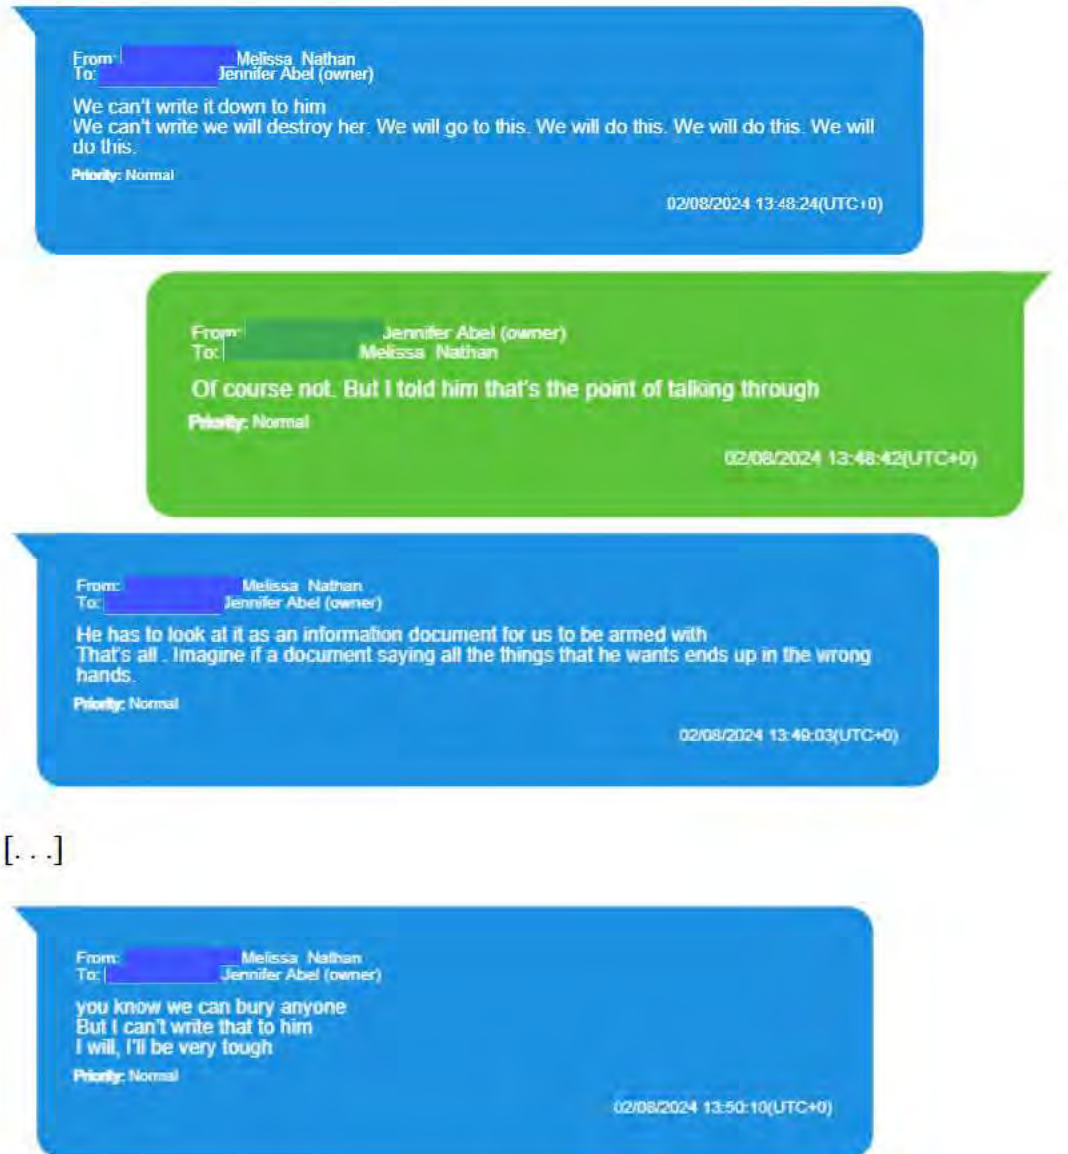 From: Melissa Nathan
To: Jennifer Abel (owner)
We can't write it down to him
We can't write we will destroy her. We will go to this. We will do this. We will do this. We will
do this.
Priority: Normal
02/08/2024 13:48:24(UTC+0)
From: Jennifer Abel (owner)
To: Melissa Nathan
Of course not. But I told him that's the point of talking through
Priority: Normal
02/08/2024 13:48:42(UTC+0)
From: Melissa Nathan
To: Jennifer Abel (owner)
He has to look at it as an information document for us to be armed with
That's all . Imagine if a document saying all the things that he wants ends up in the wrong
hands.
Priority: Normal
02/08/2024 13:49:03(UTC+0)
[. . .]
From: Melissa Nathan
To: Jennifer Abel (owner)
you know we can bury anyone
But I can't write that to him
I will, I'll be very tough
Priority: Normal
02/08/2024 13:50:10(UTC+0)